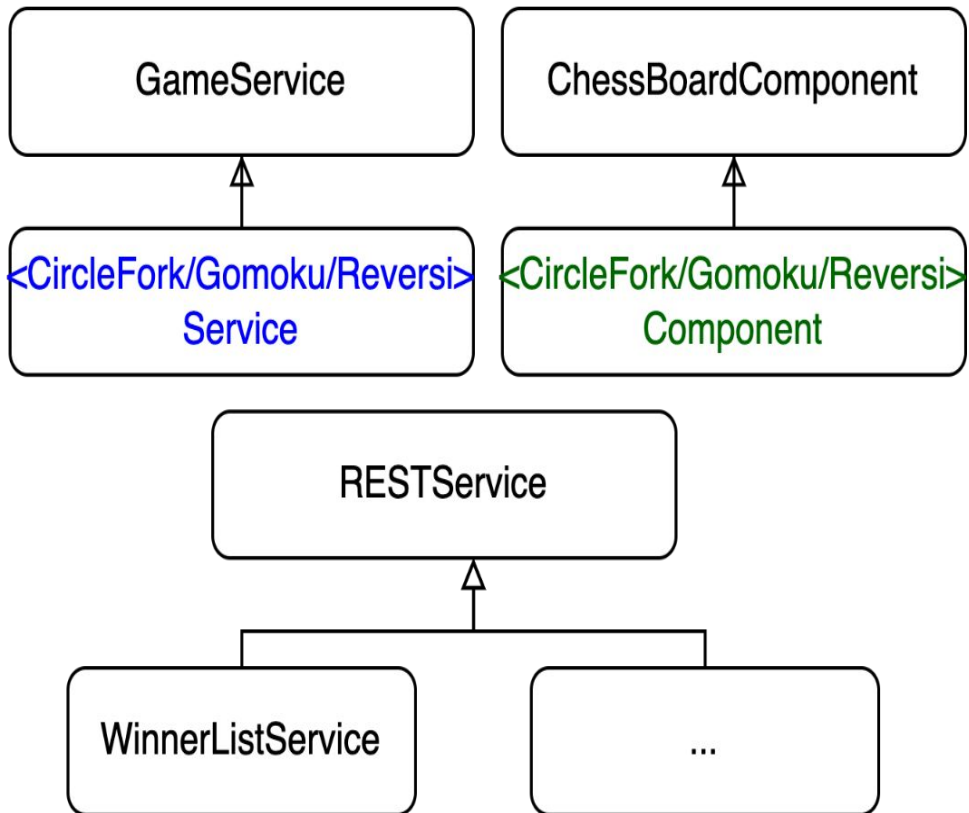 GameService
ChessBoardComponent
<CircleFork/Gomoku/Reversi>
Service
<CircleFork/Gomoku/Reversi>
Component
RESTService
WinnerListService
...